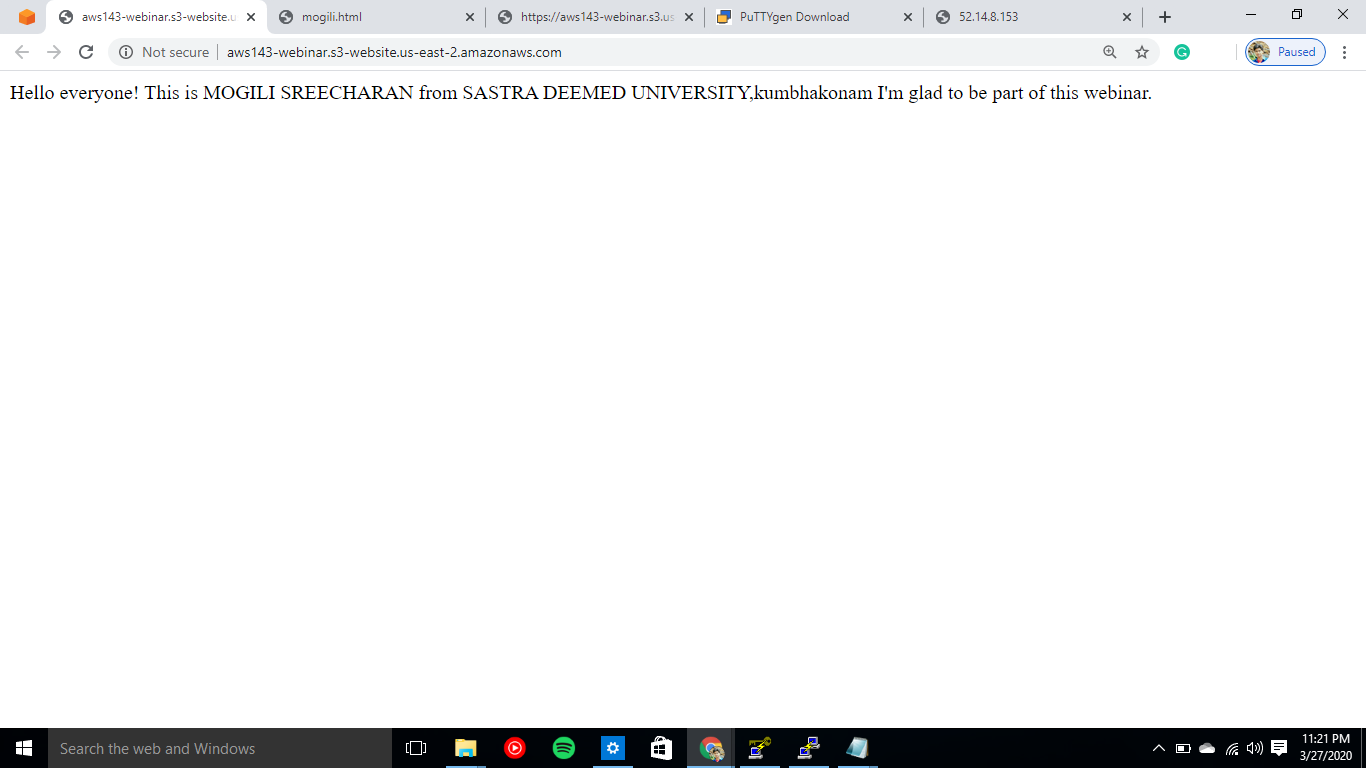 aws143-webinar.s3-website.u
mogili.html
https://aws143-webinar.s3.us
PuTTYgen Download
52.14.8.153
Not secure
aws143-webinar.s3-website.us-east-2.amazonaws.com
Paused
Hello everyone! This is MOGILI SREECHARAN from SASTRA DEEMED UNIVERSITY,kumbhakonam I'm glad to be part of this webinar.
Search the web and Windows
11:21 PM
3/27/2020